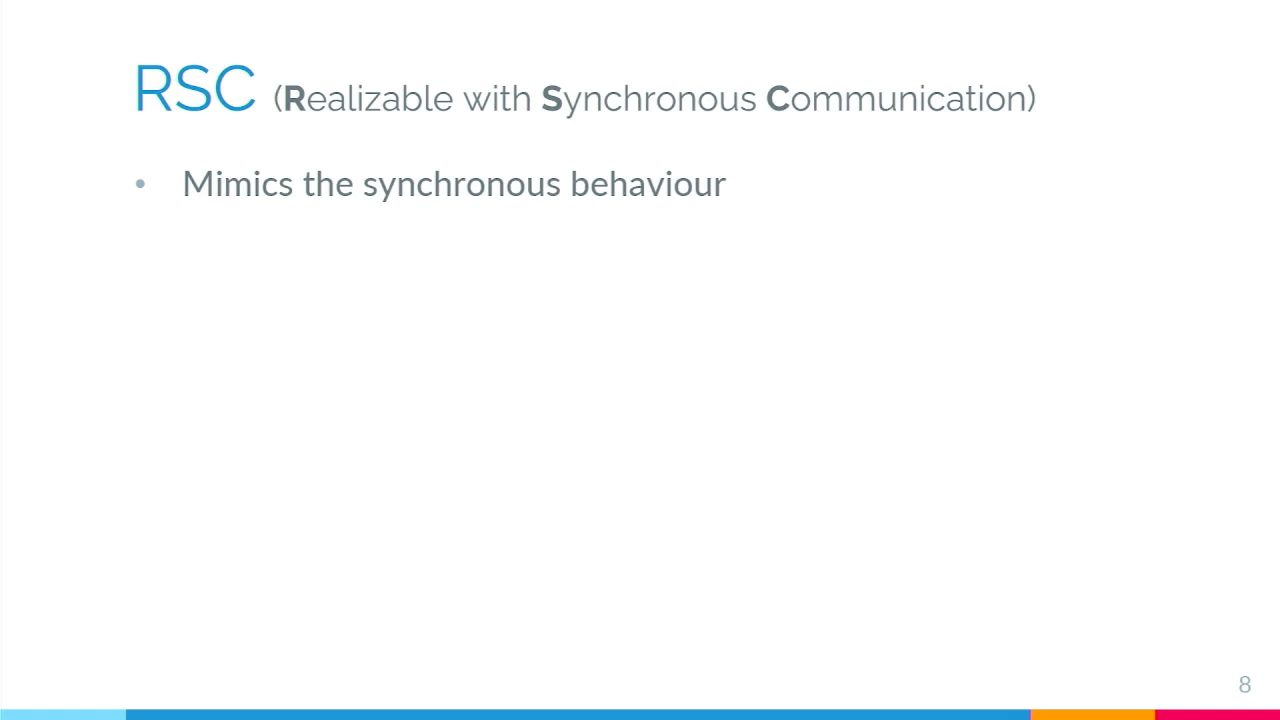 RSC (Realizable with Synchronous Communication)
• Mimics the synchronous behaviour
8